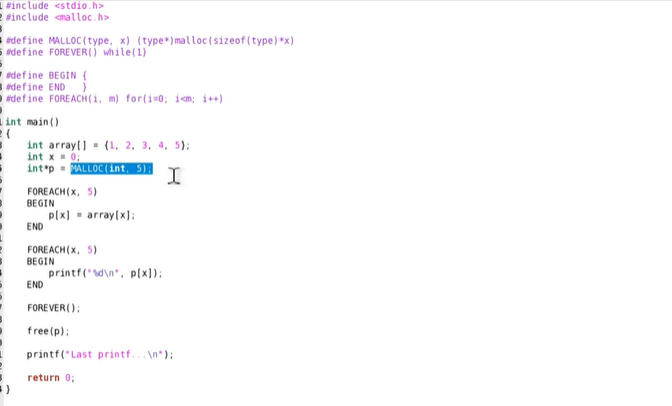 #include <stdio.h>
#include <malloc.h>
#define MALLOC(type, x) (type*)malloc(sizeof(type)*x)
#define FOREVER() while(1)
#define BEGIN {
#define END   }
#define FOREACH(i, m) for(i=0; i<m; i++)
int main()
{
    int array[] = {1, 2, 3, 4, 5};
    int x = 0;
    int*p = MALLOC(int, 5);
    FOREACH(x, 5)
    BEGIN
        p[x] = array[x];
    END
    FOREACH(x, 5)
    BEGIN
        printf("%d\n", p[x]);
    END
    FOREVER();
    free(p);
    printf("Last printf...\n");
    return 0;
}